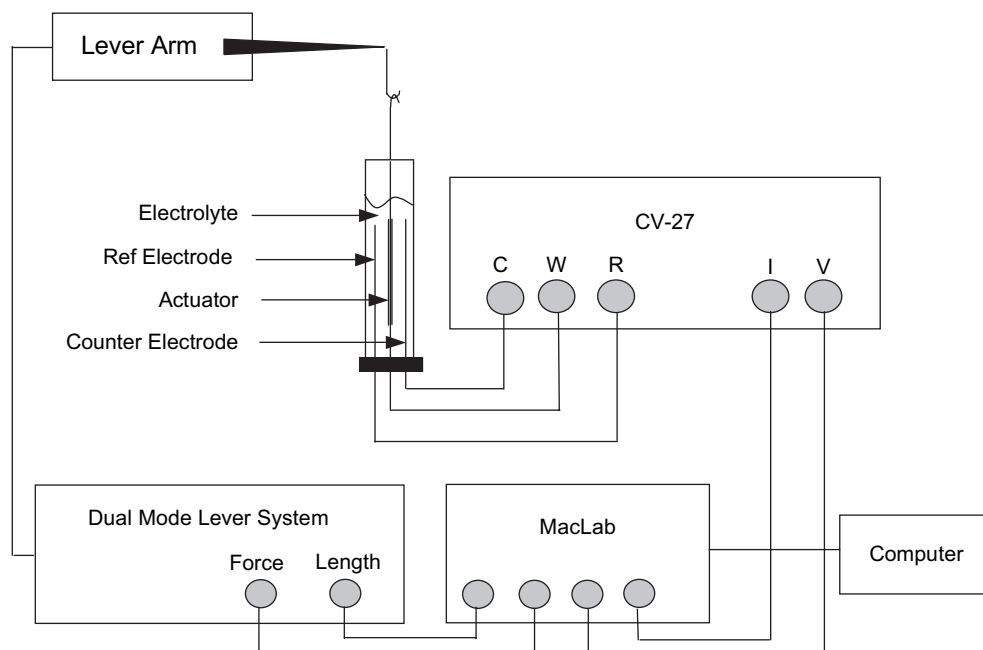 Lever Arm
Electrolyte
Ref Electrode
Actuator
Counter Electrode
CV-27
C W R I V
Dual Mode Lever System
Force Length
MacLab
Computer